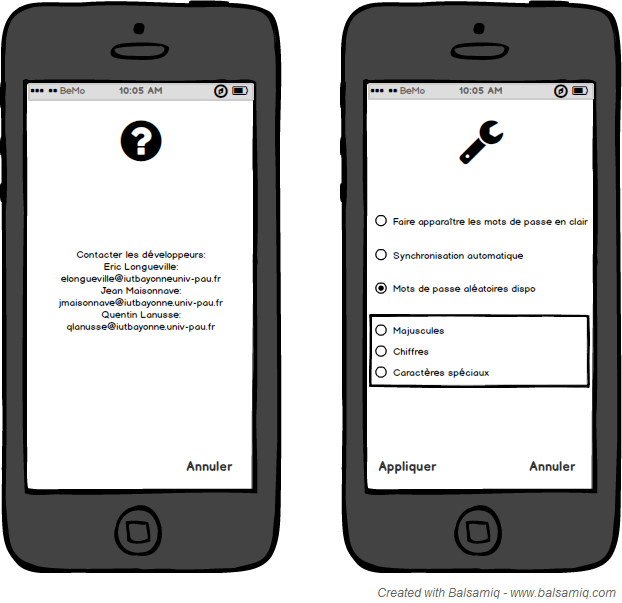 BeMo 10:05 AM
Contacter les développeurs:
Eric Longueville:
elongueville@iutbayonneuniv-pau.fr
Jean Maisonnave:
jmaisonnave@iutbayonne.univ-pau.fr
Quentin Lanusse:
qlanusse@iutbayonne.univ-pau.fr
Annuler
BeMo 10:05 AM
Faire apparaître les mots de passe en clair
Synchronisation automatique
Mots de passe aléatoires dispo
Majuscules
Chiffres
Caractères spéciaux
Appliquer Annuler
Created with Balsamiq - www.balsamiq.com